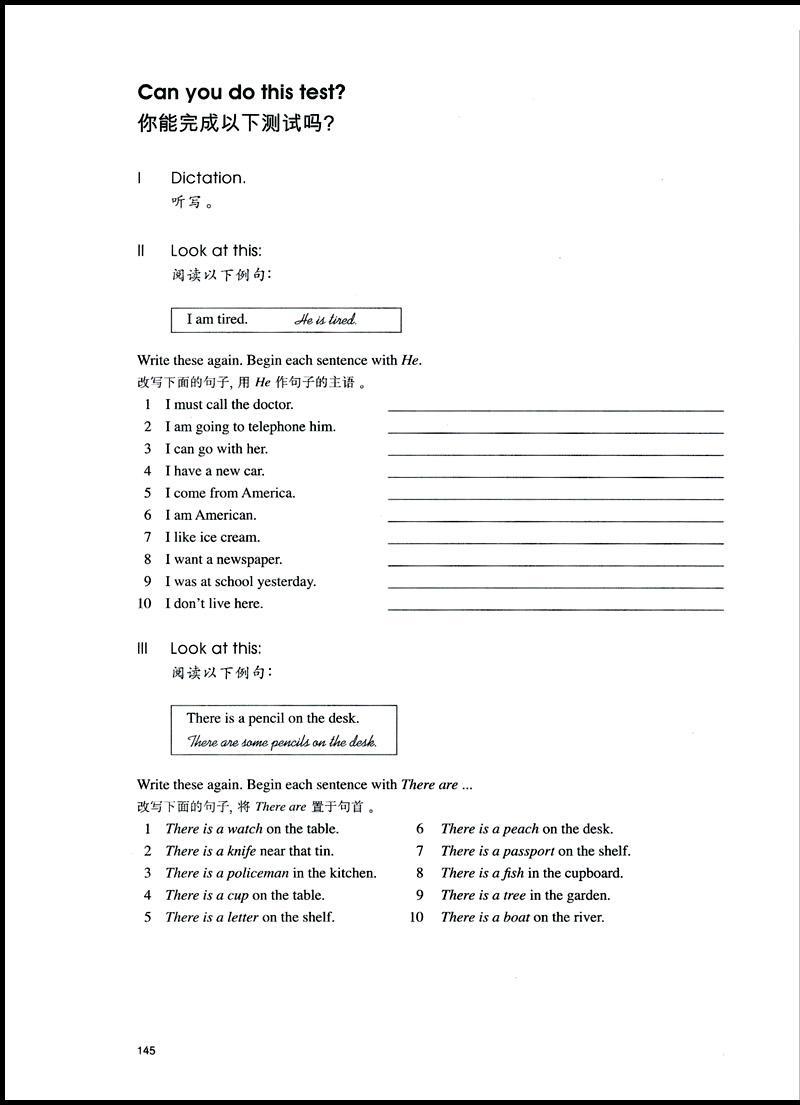 Can you do this test?
你能完成以下测试吗?
I Dictation.
听写。
II Look at this:
阅读以下例句:
I am tired. He is tired.
Write these again. Begin each sentence with He.
改写下面的句子, 用 He 作句子的主语。
1 I must call the doctor.
2 I am going to telephone him.
3 I can go with her.
4 I have a new car.
5 I come from America.
6 I am American.
7 I like ice cream.
8 I want a newspaper.
9 I was at school yesterday.
10 I don't live here.
III Look at this:
阅读以下例句:
There is a pencil on the desk.
There are some pencils on the desk.
Write these again. Begin each sentence with There are ...
改写下面的句子, 将 There are 置于句首。
1 There is a watch on the table.
2 There is a knife near that tin.
3 There is a policeman in the kitchen.
4 There is a cup on the table.
5 There is a letter on the shelf.
6 There is a peach on the desk.
7 There is a passport on the shelf.
8 There is a fish in the cupboard.
9 There is a tree in the garden.
10 There is a boat on the river.
145